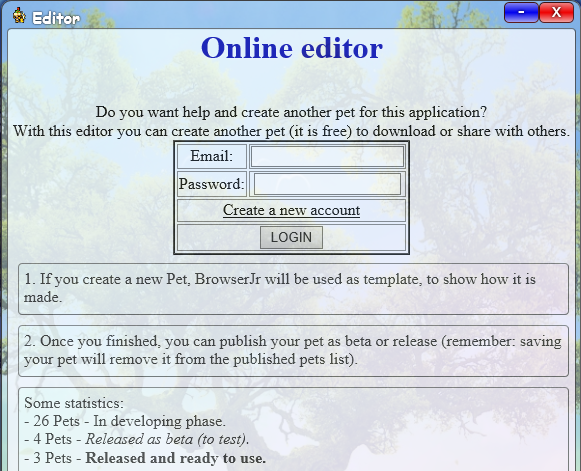 Editor
-
X
Online editor
Do you want help and create another pet for this application?
With this editor you can create another pet (it is free) to download or share with others.
Email:
Password:
Create a new account
LOGIN
1. If you create a new Pet, BrowserJr will be used as template, to show how it is
made.
2. Once you finished, you can publish your pet as beta or release (remember: saving
your pet will remove it from the published pets list).
Some statistics:
- 26 Pets - In developing phase.
- 4 Pets - Released as beta (to test).
- 3 Pets - Released and ready to use.